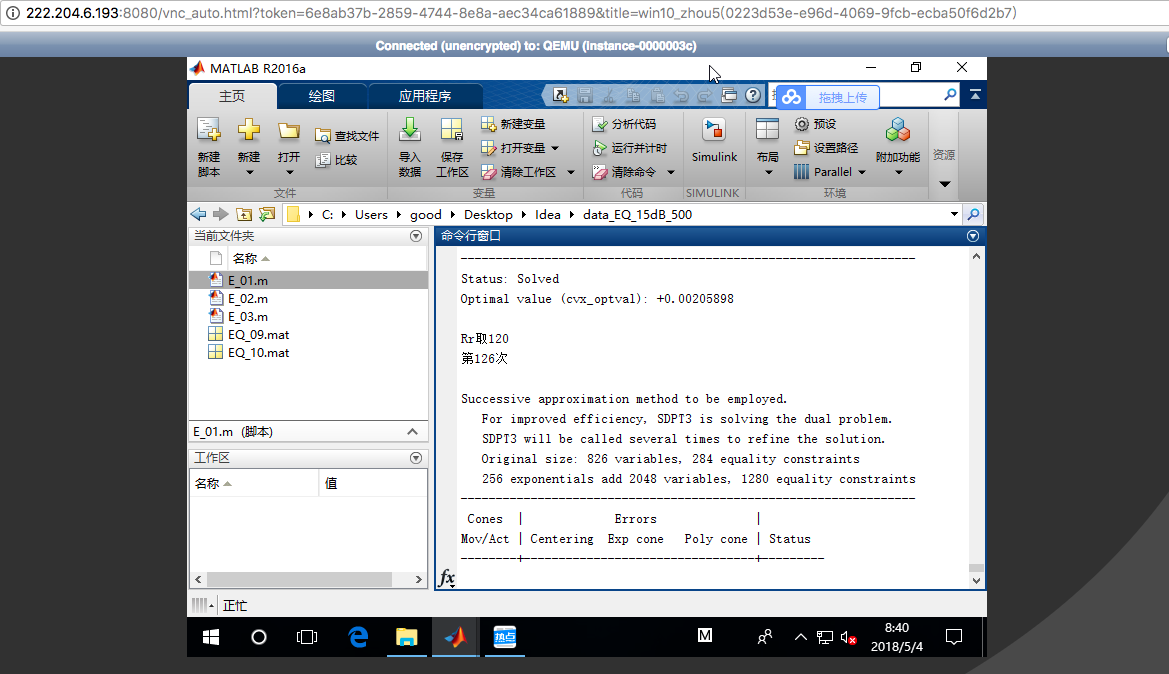 222.204.6.193:8080/vnc_auto.html?token=6e8ab37b-2859-4744-8e8a-aec34ca61889&title=win10_zhou5(0223d53e-e96d-4069-9fcb-ecba50f6d2b7)
Connected (unencrypted) to: QEMU (instance-0000003c)
MATLAB R2016a
主页 绘图 应用程序
拖拽上传
新建脚本 新建 打开 查找文件 比较
导入数据 保存工作区 新建变量 打开变量 清除工作区
分析代码 运行并计时 清除命令
Simulink
布局 预设 设置路径 Parallel 附加功能 资源
文件 变量 代码 SIMULINK 环境
C: Users good Desktop Idea data_EQ_15dB_500
当前文件夹
名称
E_01.m
E_02.m
E_03.m
EQ_09.mat
EQ_10.mat
E_01.m (脚本)
工作区
名称 值
命令行窗口
------------------------------------------------------------
Status: Solved
Optimal value (cvx_optval): +0.00205898
Rr取120
第126次
Successive approximation method to be employed.
For improved efficiency, SDPT3 is solving the dual problem.
SDPT3 will be called several times to refine the solution.
Original size: 826 variables, 284 equality constraints
256 exponentials add 2048 variables, 1280 equality constraints
------------------------------------------------------------
Cones | Errors |
Mov/Act | Centering Exp cone Poly cone | Status
--------+---------------------------------+---------
fx
正忙
热点
M
8:40
2018/5/4